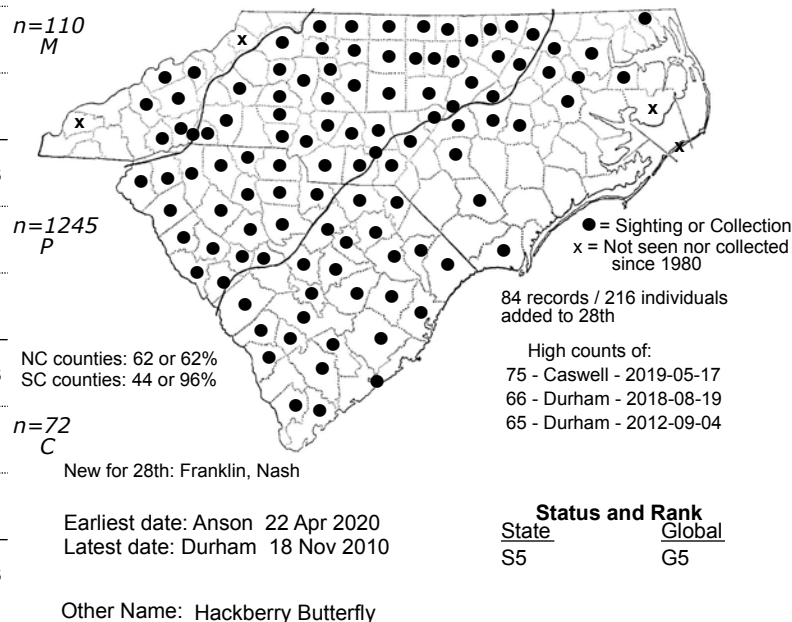 n=110
M
n=1245
P
n=72
C
x
x
x
x
● = Sighting or Collection
x = Not seen nor collected
since 1980
84 records / 216 individuals
added to 28th
High counts of:
75 - Caswell - 2019-05-17
66 - Durham - 2018-08-19
65 - Durham - 2012-09-04
NC counties: 62 or 62%
SC counties: 44 or 96%
New for 28th: Franklin, Nash
Earliest date: Anson 22 Apr 2020
Latest date: Durham 18 Nov 2010
Status and Rank
State Global
S5 G5
Other Name: Hackberry Butterfly